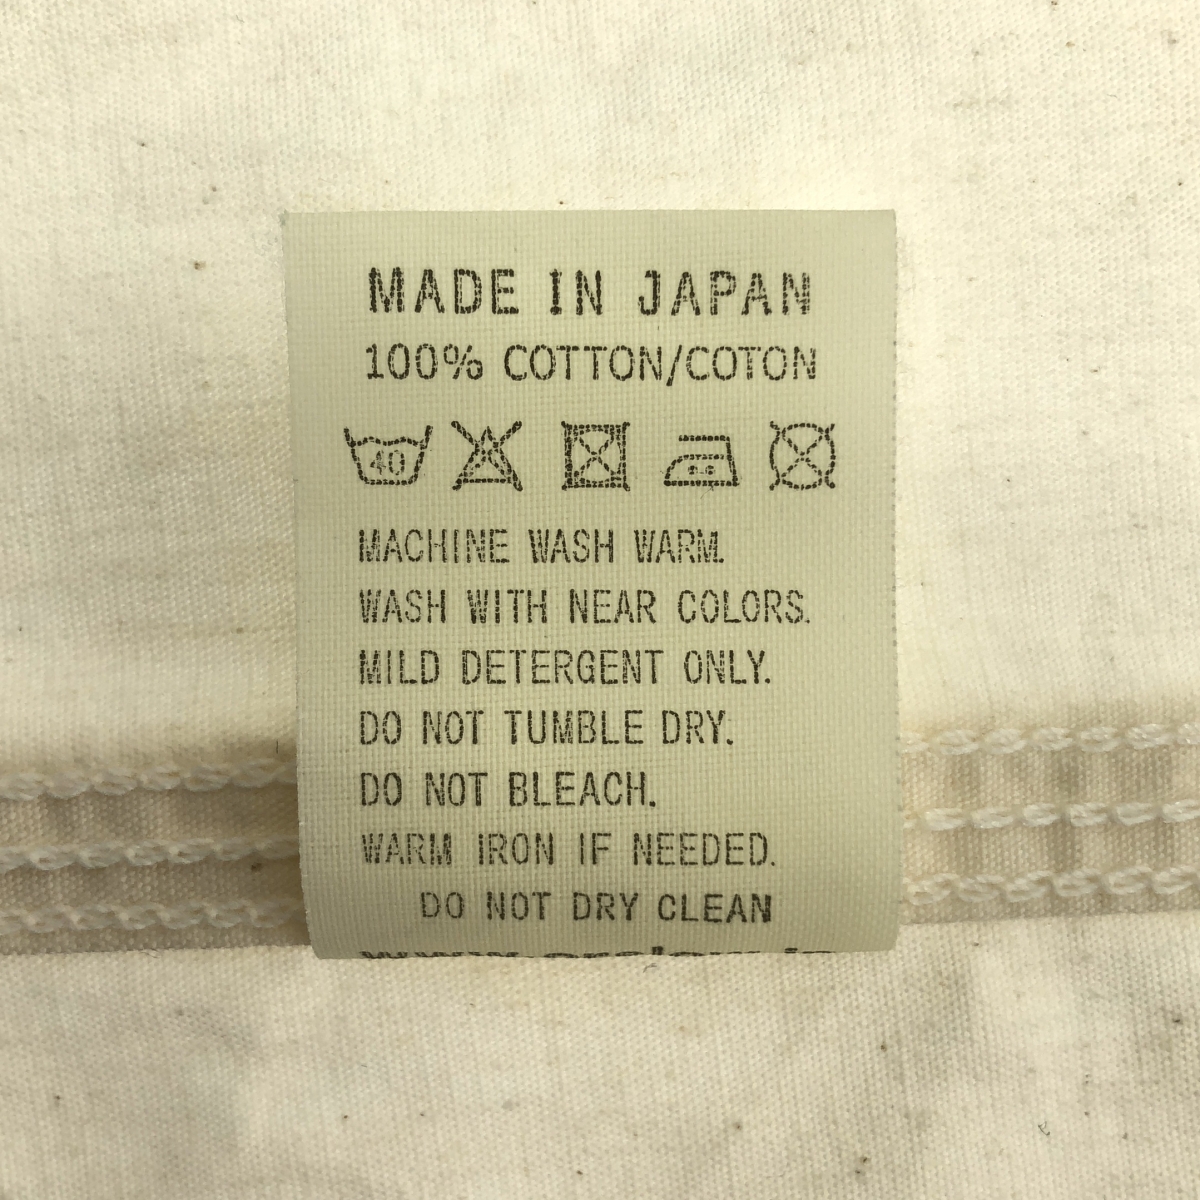 MADE IN JAPAN
100% COTTON/COTON
40
MACHINE WASH WARM.
WASH WITH NEAR COLORS.
MILD DETERGENT ONLY.
DO NOT TUMBLE DRY.
DO NOT BLEACH.
WARM IRON IF NEEDED.
DO NOT DRY CLEAN